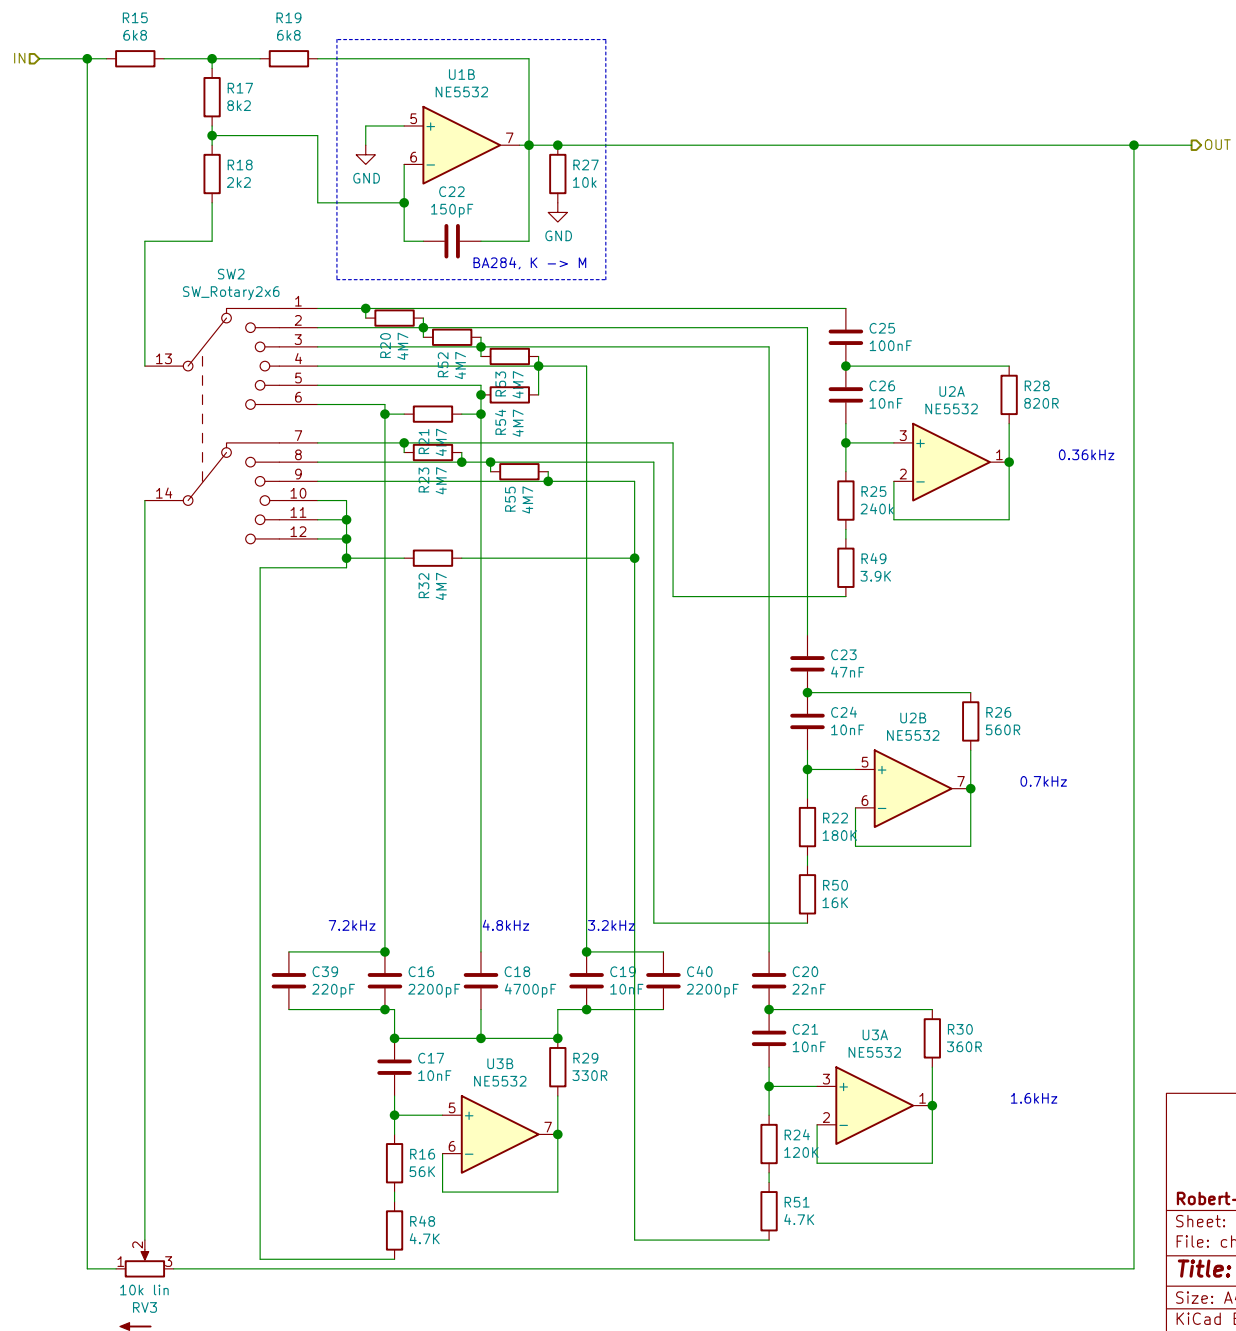 R15
6k8
R19
6k8
IN
R17
8k2
U1B
NE5532
5
+
6
−
7
GND
R18
2k2
C22
150pF
R27
10k
GND
BA284, K -> M
OUT
SW2
SW_Rotary2x6
1
2
3
4
5
6
7
8
9
10
11
12
13
14
R20
4M7
R52
4M7
R53
4M7
R54
4M7
R21
4M7
R23
4M7
R55
4M7
R32
4M7
C25
100nF
C26
10nF
U2A
NE5532
R28
820R
3
+
2
−
1
0.36kHz
R25
240k
R49
3.9K
C23
47nF
C24
10nF
U2B
NE5532
R26
560R
5
+
6
−
7
0.7kHz
R22
180K
R50
16K
7.2kHz
4.8kHz
3.2kHz
C39
220pF
C16
2200pF
C18
4700pF
C19
10nF
C40
2200pF
C20
22nF
C21
10nF
U3A
NE5532
R30
360R
3
+
2
−
1
1.6kHz
C17
10nF
U3B
NE5532
R29
330R
5
+
6
−
7
R16
56K
R24
120K
R48
4.7K
R51
4.7K
2
1
3
10k lin
RV3
Robert-
Sheet:
File: ch
Title:
Size: A4
KiCad E